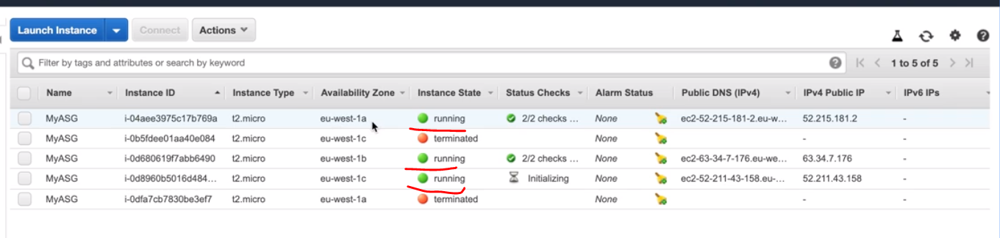 Launch Instance Connect Actions
Filter by tags and attributes or search by keyword 1 to 5 of 5
Name Instance ID Instance Type Availability Zone Instance State Status Checks Alarm Status Public DNS (IPv4) IPv4 Public IP IPv6 IPs
MyASG i-04aee3975c17b769a t2.micro eu-west-1a running 2/2 checks ... None ec2-52-215-181-2.eu-w... 52.215.181.2 -
MyASG i-0b5fdee01aa40e084 t2.micro eu-west-1c terminated None - -
MyASG i-0d680619f7abb6490 t2.micro eu-west-1b running 2/2 checks ... None ec2-63-34-7-176.eu-we... 63.34.7.176 -
MyASG i-0d8960b5016d484... t2.micro eu-west-1c running Initializing None ec2-52-211-43-158.eu-... 52.211.43.158 -
MyASG i-0dfa7cb7830be3ef7 t2.micro eu-west-1a terminated None - -